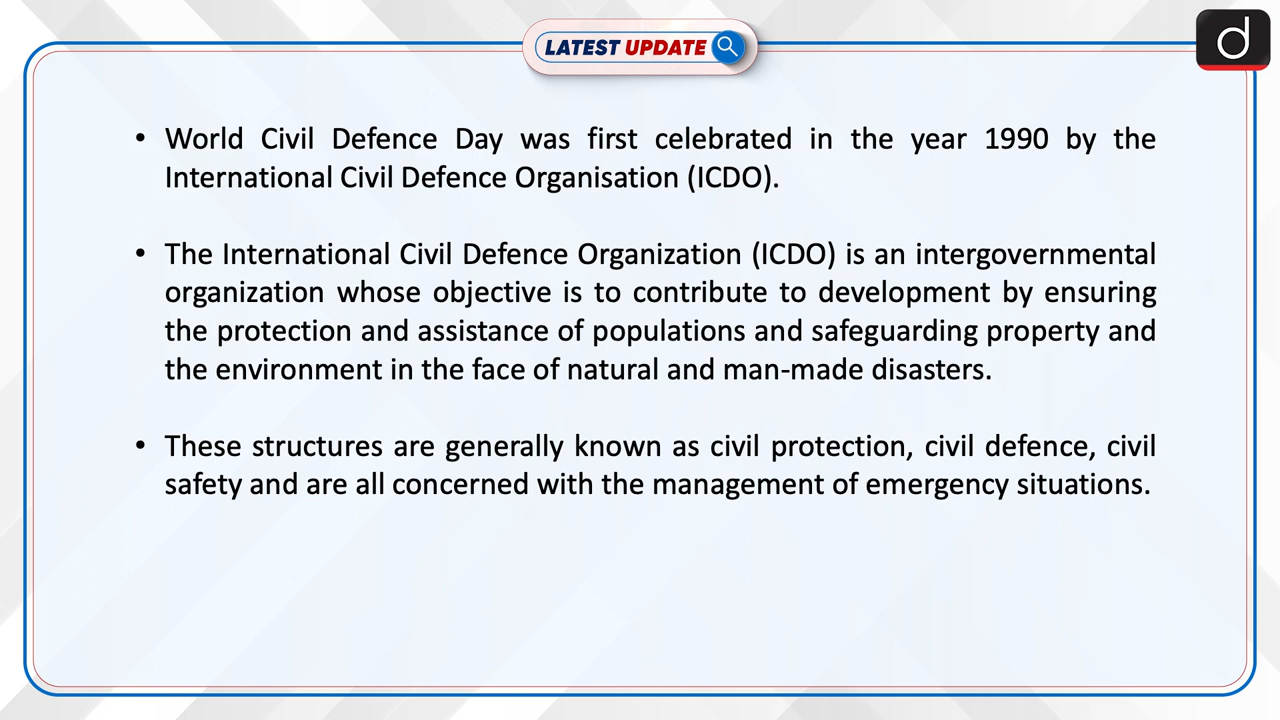 LATEST UPDATE
d
• World Civil Defence Day was first celebrated in the year 1990 by the
International Civil Defence Organisation (ICDO).
• The International Civil Defence Organization (ICDO) is an intergovernmental
organization whose objective is to contribute to development by ensuring
the protection and assistance of populations and safeguarding property and
the environment in the face of natural and man-made disasters.
• These structures are generally known as civil protection, civil defence, civil
safety and are all concerned with the management of emergency situations.